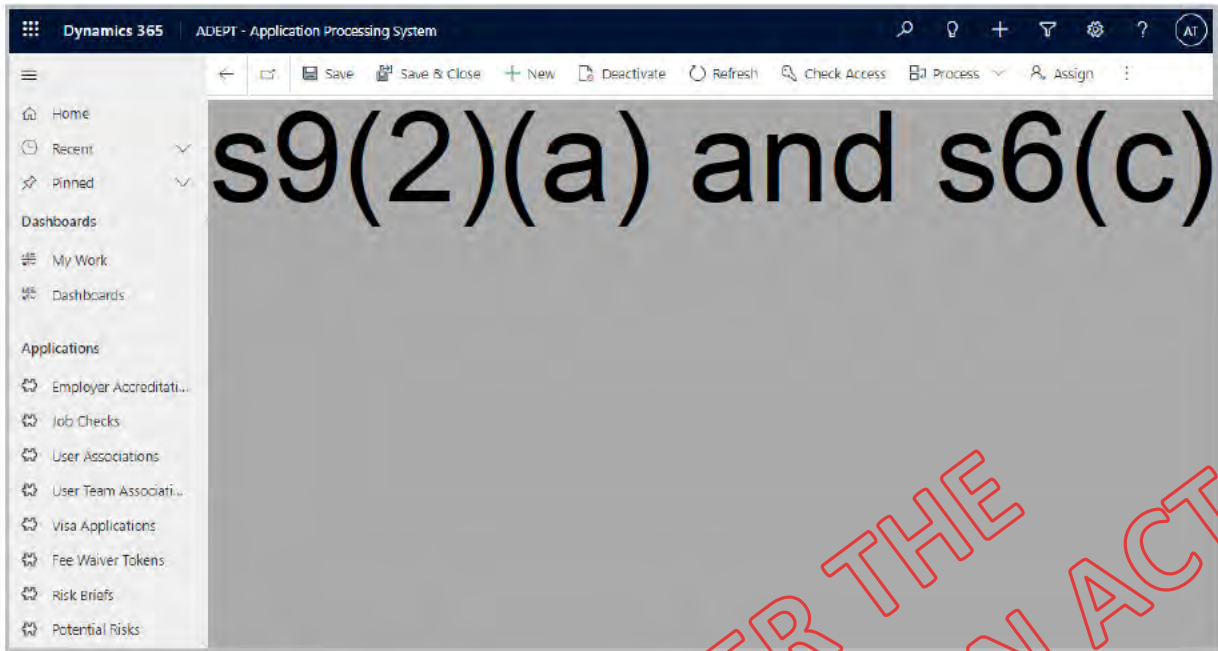 Dynamics 365 ADEPT - Application Processing System ? AT
Save Save & Close New Deactivate Refresh Check Access Process Assign
Home
Recent
Pinned
Dashboards
My Work
Dashboards
Applications
Employer Accreditati...
Job Checks
User Associations
User Team Associati...
Visa Applications
Fee Waiver Tokens
Risk Briefs
Potential Risks
s9(2)(a) and s6(c)
ER THE
N ACT